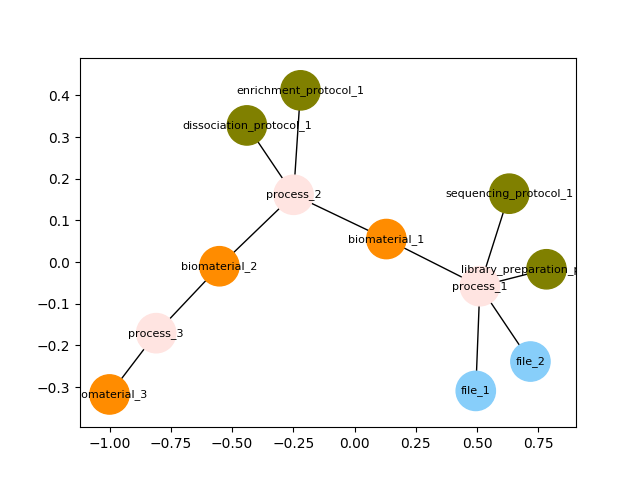 enrichment_protocol_1
dissociation_protocol_1
process_2
sequencing_protocol_1
biomaterial_1
biomaterial_2
library_preparation_p
process_1
process_3
file_2
file_1
omaterial_3
0.4
0.3
0.2
0.1
0.0
−0.1
−0.2
−0.3
−1.00 −0.75 −0.50 −0.25 0.00 0.25 0.50 0.75